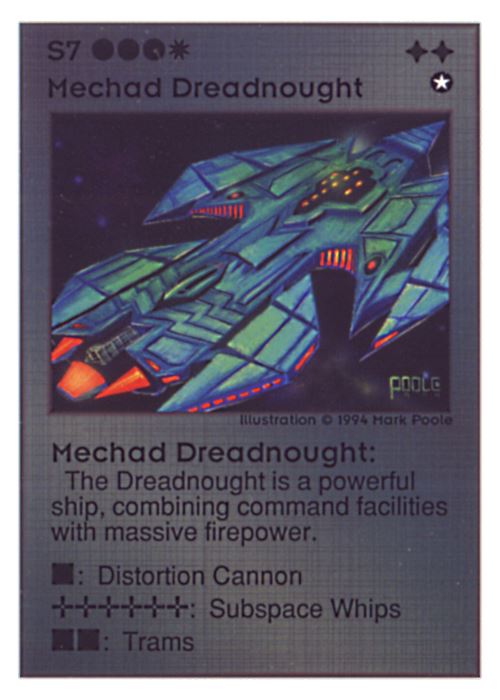 S7
Mechad Dreadnought
POOLE
Illustration © 1994 Mark Poole
Mechad Dreadnought:
The Dreadnought is a powerful
ship, combining command facilities
with massive firepower.
: Distortion Cannon
: Subspace Whips
: Trams